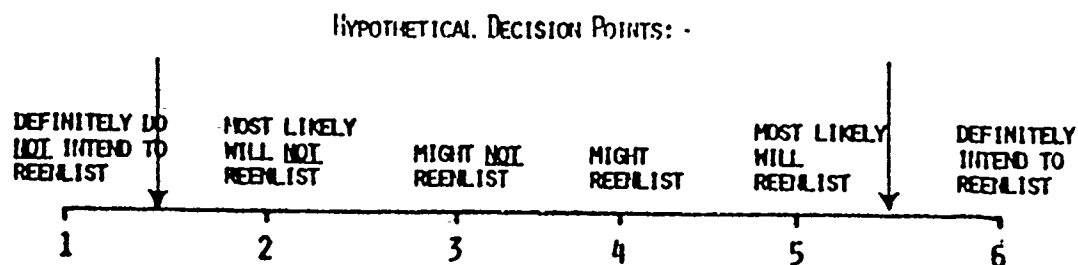 HYPOTHETICAL DECISION POINTS:
DEFINITELY DO
NOT INTEND TO
REENLIST
MOST LIKELY
WILL NOT
REENLIST
MIGHT NOT
REENLIST
MIGHT
REENLIST
MOST LIKELY
WILL
REENLIST
DEFINITELY
INTEND TO
REENLIST
1 2 3 4 5 6